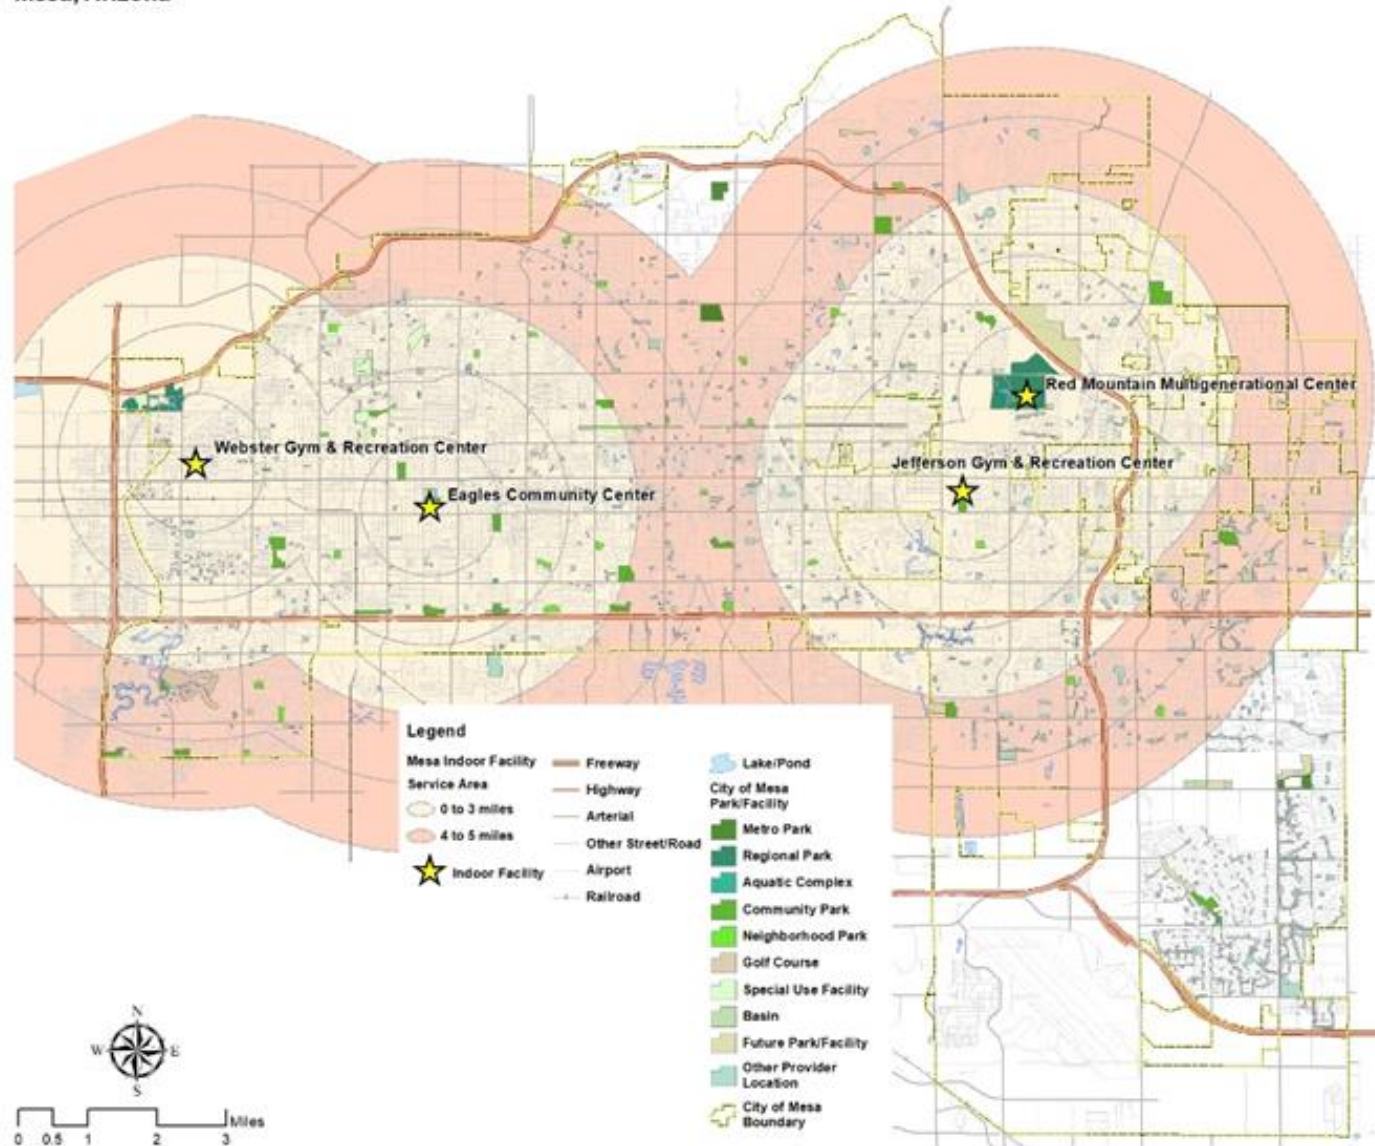 Mesa, Arizona
Red Mountain Multigenerational Center
Webster Gym & Recreation Center
Jefferson Gym & Recreation Center
Eagles Community Center
Legend
Mesa Indoor Facility
Service Area
0 to 3 miles
4 to 5 miles
Indoor Facility
Freeway
Highway
Arterial
Other Street/Road
Airport
Railroad
Lake/Pond
City of Mesa
Park/Facility
Metro Park
Regional Park
Aquatic Complex
Community Park
Neighborhood Park
Golf Course
Special Use Facility
Basin
Future Park/Facility
Other Provider
Location
City of Mesa
Boundary
N
W E
S
Miles
0 0.5 1 2 3